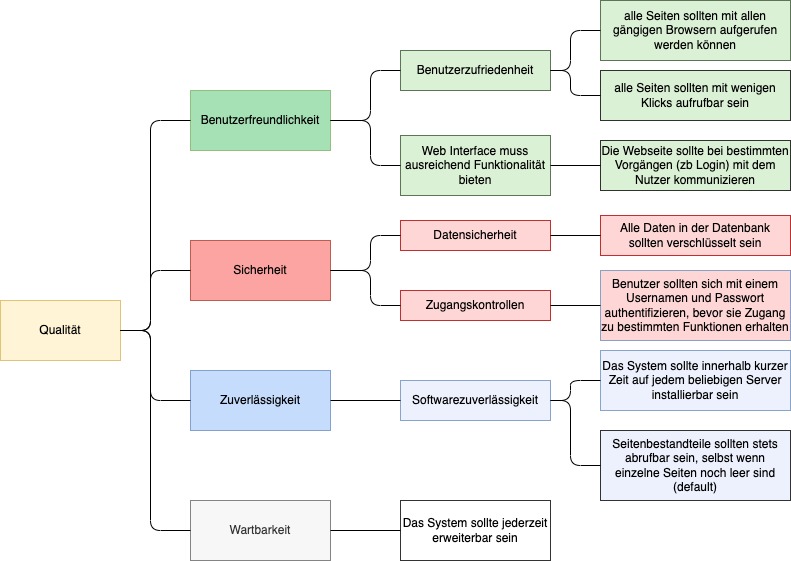 Qualität
Benutzerfreundlichkeit
Benutzerzufriedenheit
alle Seiten sollten mit allen
gängigen Browsern aufgerufen
werden können
alle Seiten sollten mit wenigen
Klicks aufrufbar sein
Web Interface muss
ausreichend Funktionalität
bieten
Die Webseite sollte bei bestimmten
Vorgängen (zb Login) mit dem
Nutzer kommunizieren
Sicherheit
Datensicherheit
Alle Daten in der Datenbank
sollten verschlüsselt sein
Zugangskontrollen
Benutzer sollten sich mit einem
Usernamen und Passwort
authentifizieren, bevor sie Zugang
zu bestimmten Funktionen erhalten
Zuverlässigkeit
Softwarezuverlässigkeit
Das System sollte innerhalb kurzer
Zeit auf jedem beliebigen Server
installierbar sein
Seitenbestandteile sollten stets
abrufbar sein, selbst wenn
einzelne Seiten noch leer sind
(default)
Wartbarkeit
Das System sollte jederzeit
erweiterbar sein